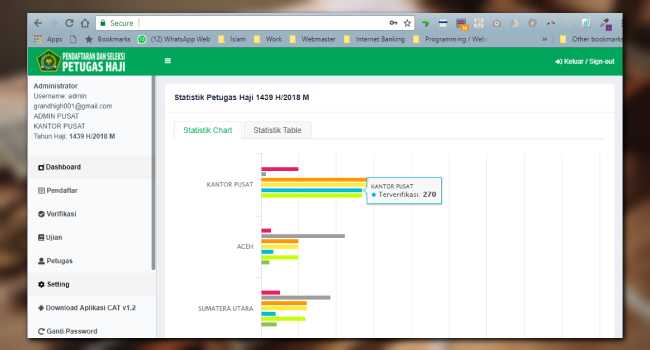 Secure
Apps
Bookmarks
(12) WhatsApp Web
Islam
Work
Webmaster
Internet Banking
Programming / Web
»
Other bookmarks
PENDAFTARAN DAN SELEKSI
PETUGAS HAJI
Keluar / Sign-out
Administrator
Username: admin
grandhigh001@gmail.com
ADMIN PUSAT
KANTOR PUSAT
Tahun Haji: 1439 H/2018 M
Dashboard
Pendaftar
Verifikasi
Ujian
Petugas
Setting
Download Aplikasi CAT v1.2
Ganti Password
Statistik Petugas Haji 1439 H/2018 M
Statistik Chart
Statistik Table
KANTOR PUSAT
KANTOR PUSAT
Terverifikasi: 270
ACEH
SUMATERA UTARA